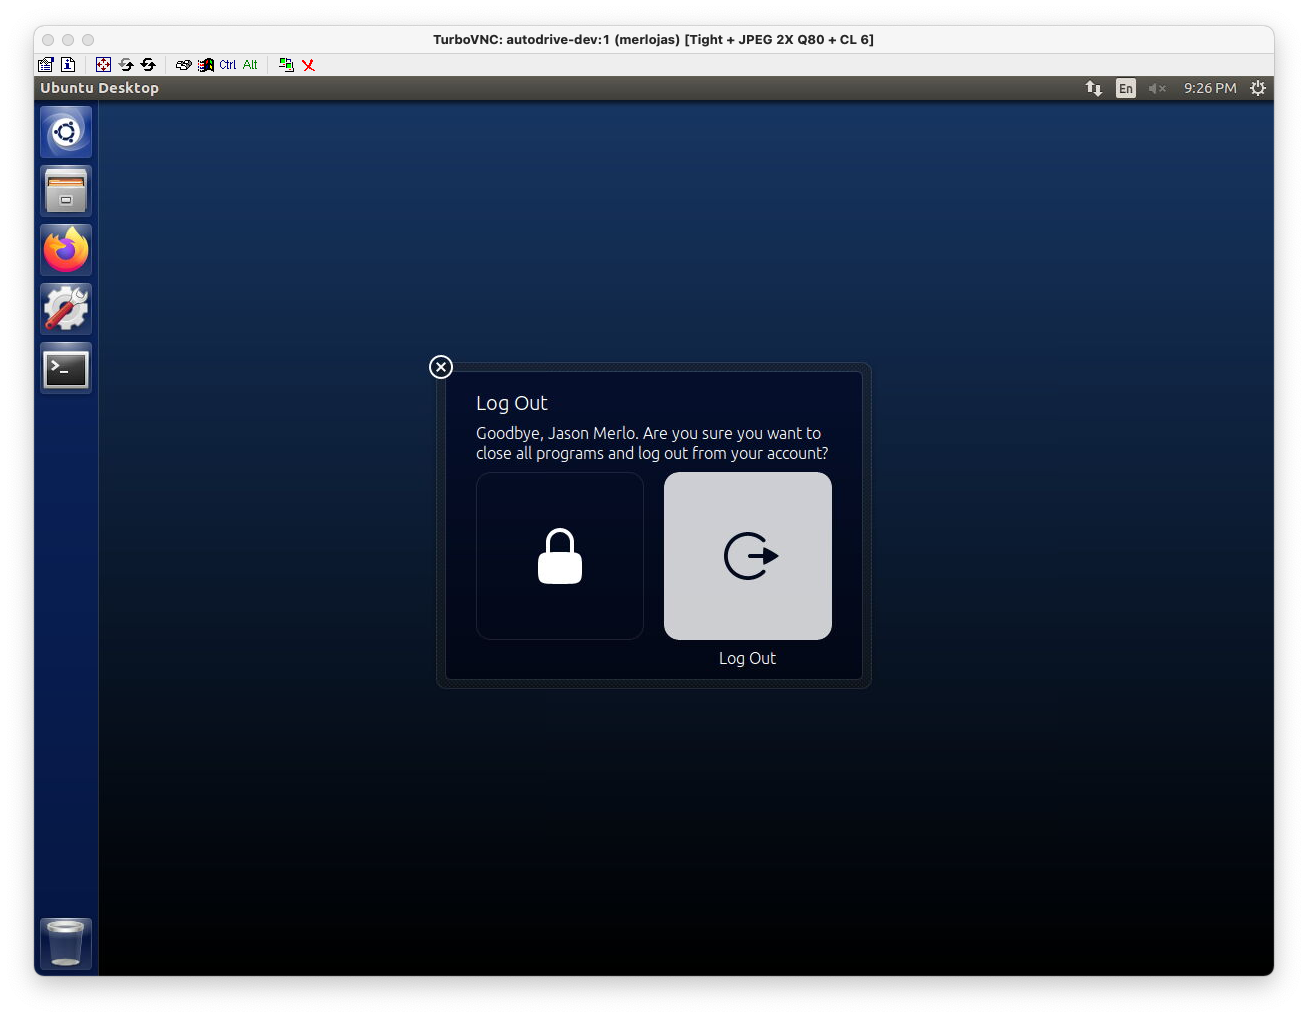 TurboVNC: autodrive-dev:1 (merlojas) [Tight + JPEG 2X Q80 + CL 6]
Ctrl Alt
Ubuntu Desktop
En
9:26 PM
>_
Log Out
Goodbye, Jason Merlo. Are you sure you want to
close all programs and log out from your account?
Log Out